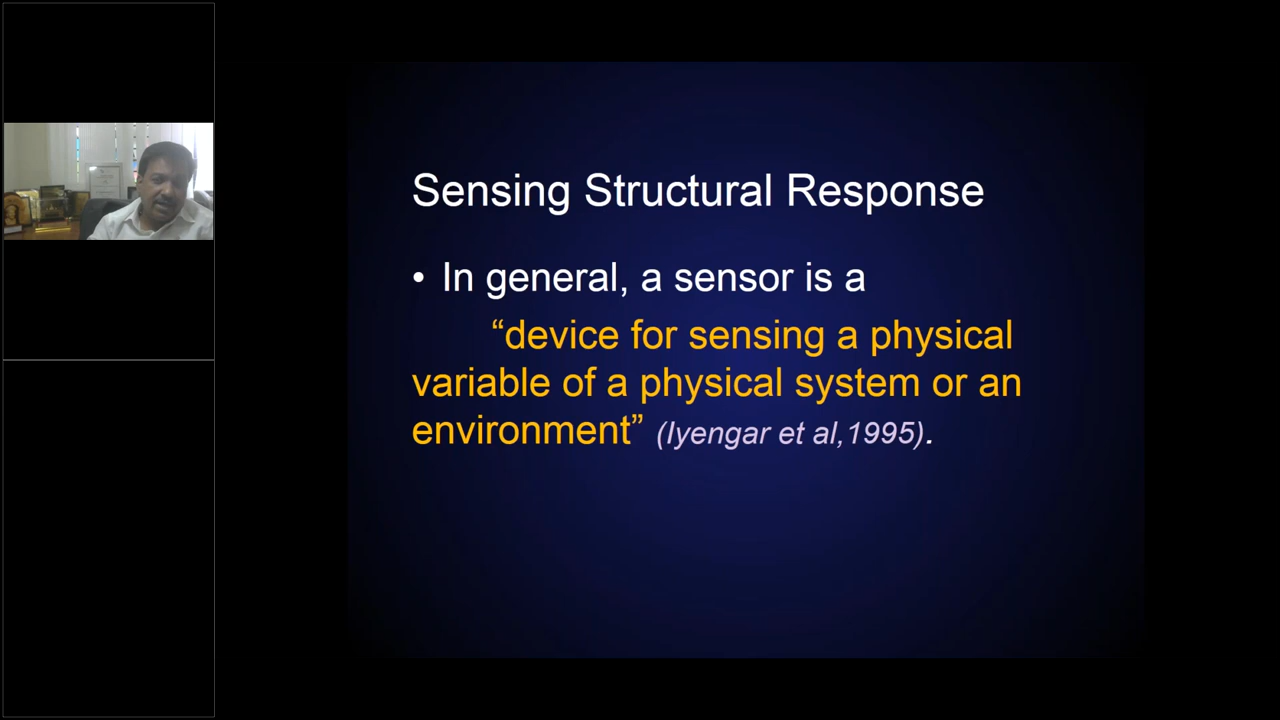 Sensing Structural Response
• In general, a sensor is a
“device for sensing a physical
variable of a physical system or an
environment” (Iyengar et al,1995).